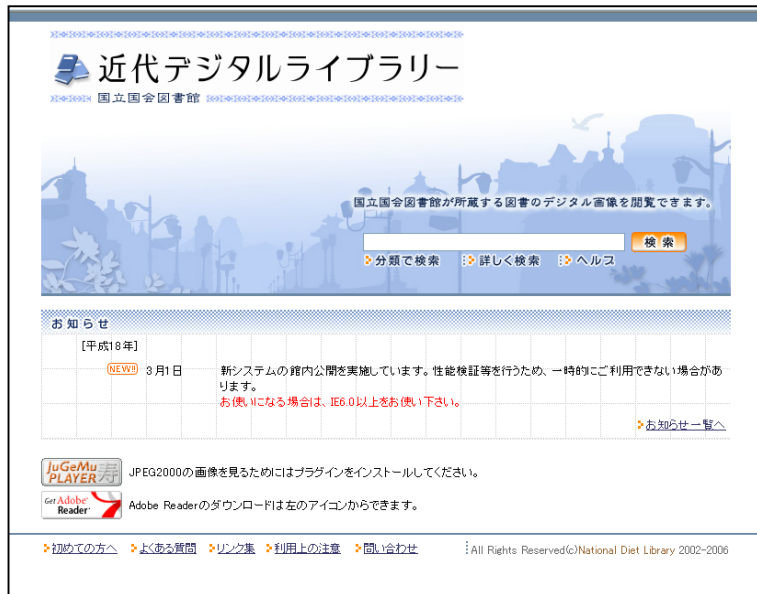 近代デジタルライブラリー
国立国会図書館
国立国会図書館が所蔵する図書のデジタル画像を閲覧できます。
検索
分類で検索 詳しく検索 ヘルプ
お知らせ
[平成18年]
NEW!! 3月1日 新システムの館内公開を実施しています。性能検証等を行うため、一時的にご利用できない場合があ
ります。
お使いになる場合は、IE6.0以上をお使い下さい。
お知らせ一覧へ
JuGeMu PLAYER 寿 JPEG2000の画像を見るためにはプラグインをインストールしてください。
Get Adobe Reader Adobe Readerのダウンロードは左のアイコンからできます。
初めての方へ よくある質問 リンク集 利用上の注意 問い合わせ All Rights Reserved(c)National Diet Library 2002-2006